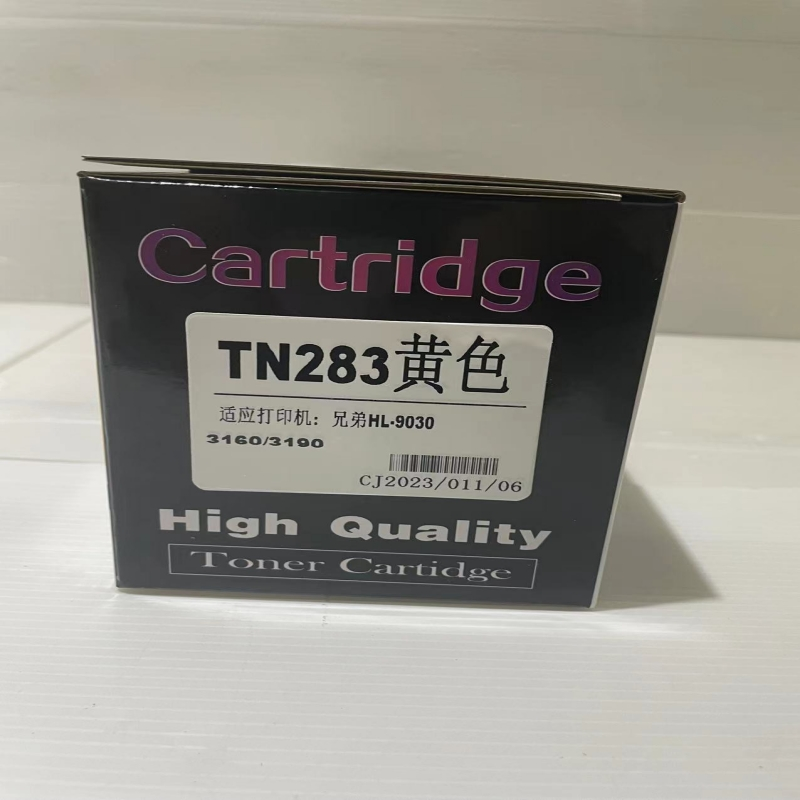 Cartridge
TN283黄色
适应打印机：兄弟HL-9030
3160/3190
CJ2023/011/06
High Quality
Toner Cartidge